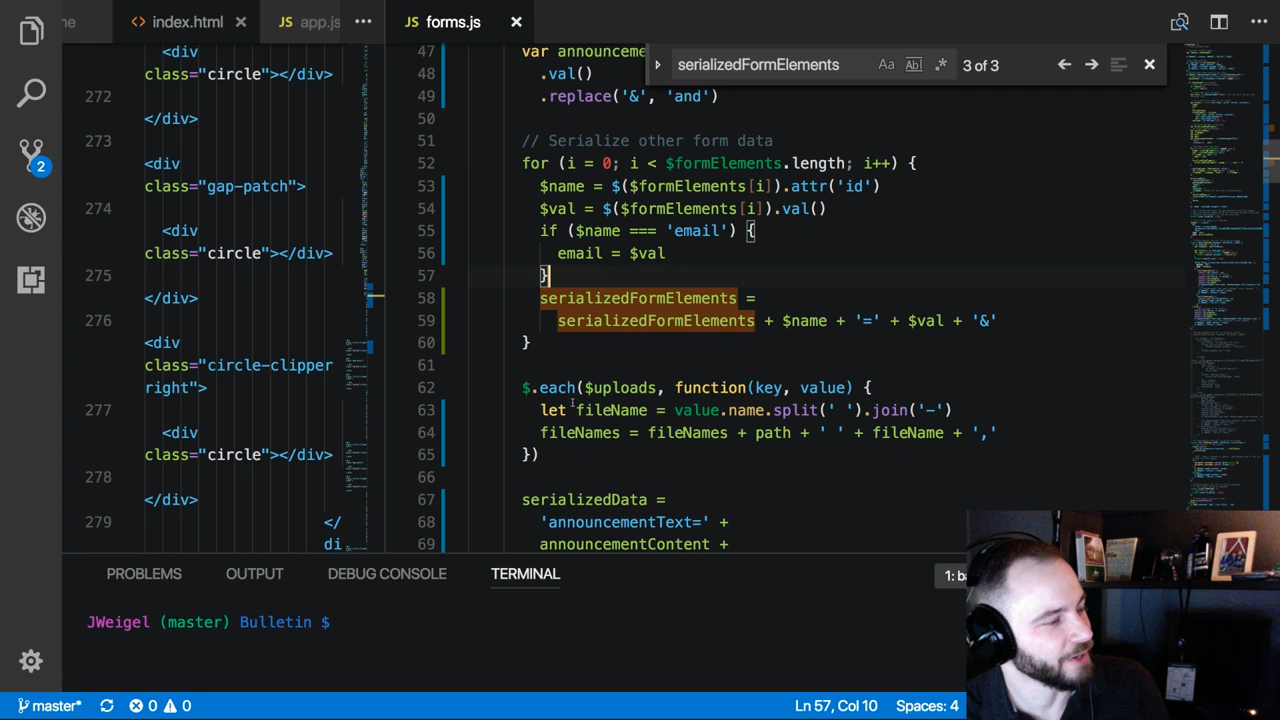 me
index.html
app.js
forms.js
<div
class="circle"></div>
272
</div>
273
<div
class="gap-patch">
274
<div
class="circle"></div>
275
</div>
276
<div
class="circle-clipper
right">
277
<div
class="circle"></div>
278
</div>
279
</
di
serializedFormElements
Aa
Abl
.*
3 of 3
47 var announceme
48 .val()
49 .replace('&', 'and')
50
51 // Serialize other form data
52 for (i = 0; i < $formElements.length; i++) {
53 $name = $($formElements[i]).attr('id')
54 $val = $($formElements[i]).val()
55 if ($name === 'email') {
56 email = $val
57 }
58 serializedFormElements =
59 serializedFormElements + $name + '=' + $val + '&'
60 }
61
62 $.each($uploads, function(key, value) {
63 let fileName = value.name.split(' ').join('-')
64 fileNames = fileNames + path + ' ' + fileName + ','
65 })
66
67 serializedData =
68 'announcementText=' +
69 announcementContent +
2
PROBLEMS
OUTPUT
DEBUG CONSOLE
TERMINAL
1: ba
JWeigel (master) Bulletin $
master*
0
0
Ln 57, Col 10
Spaces: 4